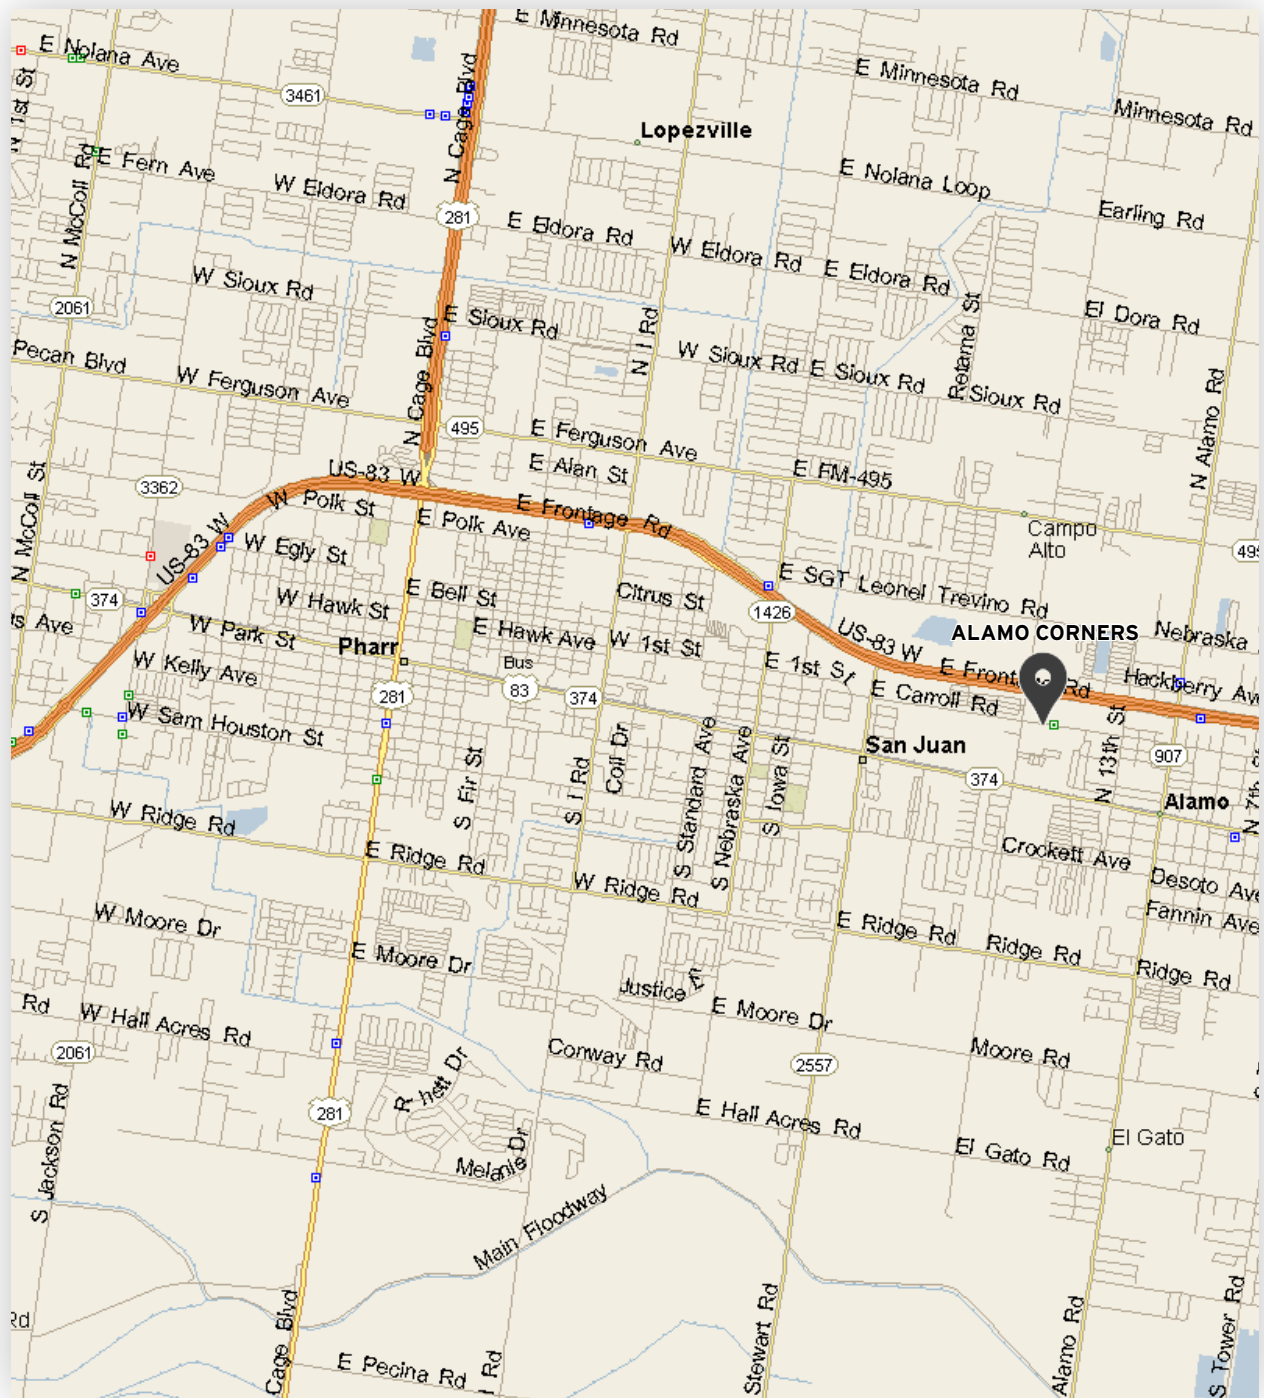 E Minnesota Rd
E Nolana Ave
N 1st St
3461
N Cage Blvd
E Minnesota Rd
Minnesota Rd
Lopezville
N McColl Rd
E Fern Ave
W Eldora Rd
E Nolana Loop
Earling Rd
281
E Eldora Rd
W Eldora Rd
E Eldora Rd
W Sioux Rd
2061
E Sioux Rd
N I Rd
Retama St
El Dora Rd
Pecan Blvd
W Ferguson Ave
N Cage Blvd
W Sioux Rd
E Sioux Rd
Sioux Rd
N Alamo Rd
495
E Ferguson Ave
E Alan St
E FM-495
US-83 W
3362
N McColl St
W Polk St
E Frontage Rd
E Polk Ave
Campo
Alto
495
US-83 W
W Egly St
374
W Hawk St
E Bell St
Citrus St
E SGT Leonel Trevino Rd
1426
ts Ave
W Park St
E Hawk Ave
W 1st St
US-83 W
ALAMO CORNERS
Nebraska
Pharr
W Kelly Ave
Bus
83
E 1st St
E Carroll Rd
Hackberry Ave
281
374
W Sam Houston St
S Fir St
S I Rd
Coll Dr
S Standard Ave
S Nebraska Ave
S Iowa St
San Juan
374
N 13th St
907
Alamo
N 7th St
W Ridge Rd
E Ridge Rd
W Ridge Rd
Crockett Ave
Desoto Ave
Fannin Ave
W Moore Dr
E Moore Dr
E Ridge Rd
Ridge Rd
Ridge Rd
Justice Ln
E Moore Dr
Rd
W Hall Acres Rd
2061
Conway Rd
Moore Rd
2557
S Jackson Rd
281
E Hall Acres Rd
El Gato Rd
El Gato
Melanie Dr
Main Floodway
Cage Blvd
E Pecina Rd
I Rd
Stewart Rd
Alamo Rd
S Tower Rd
Rd